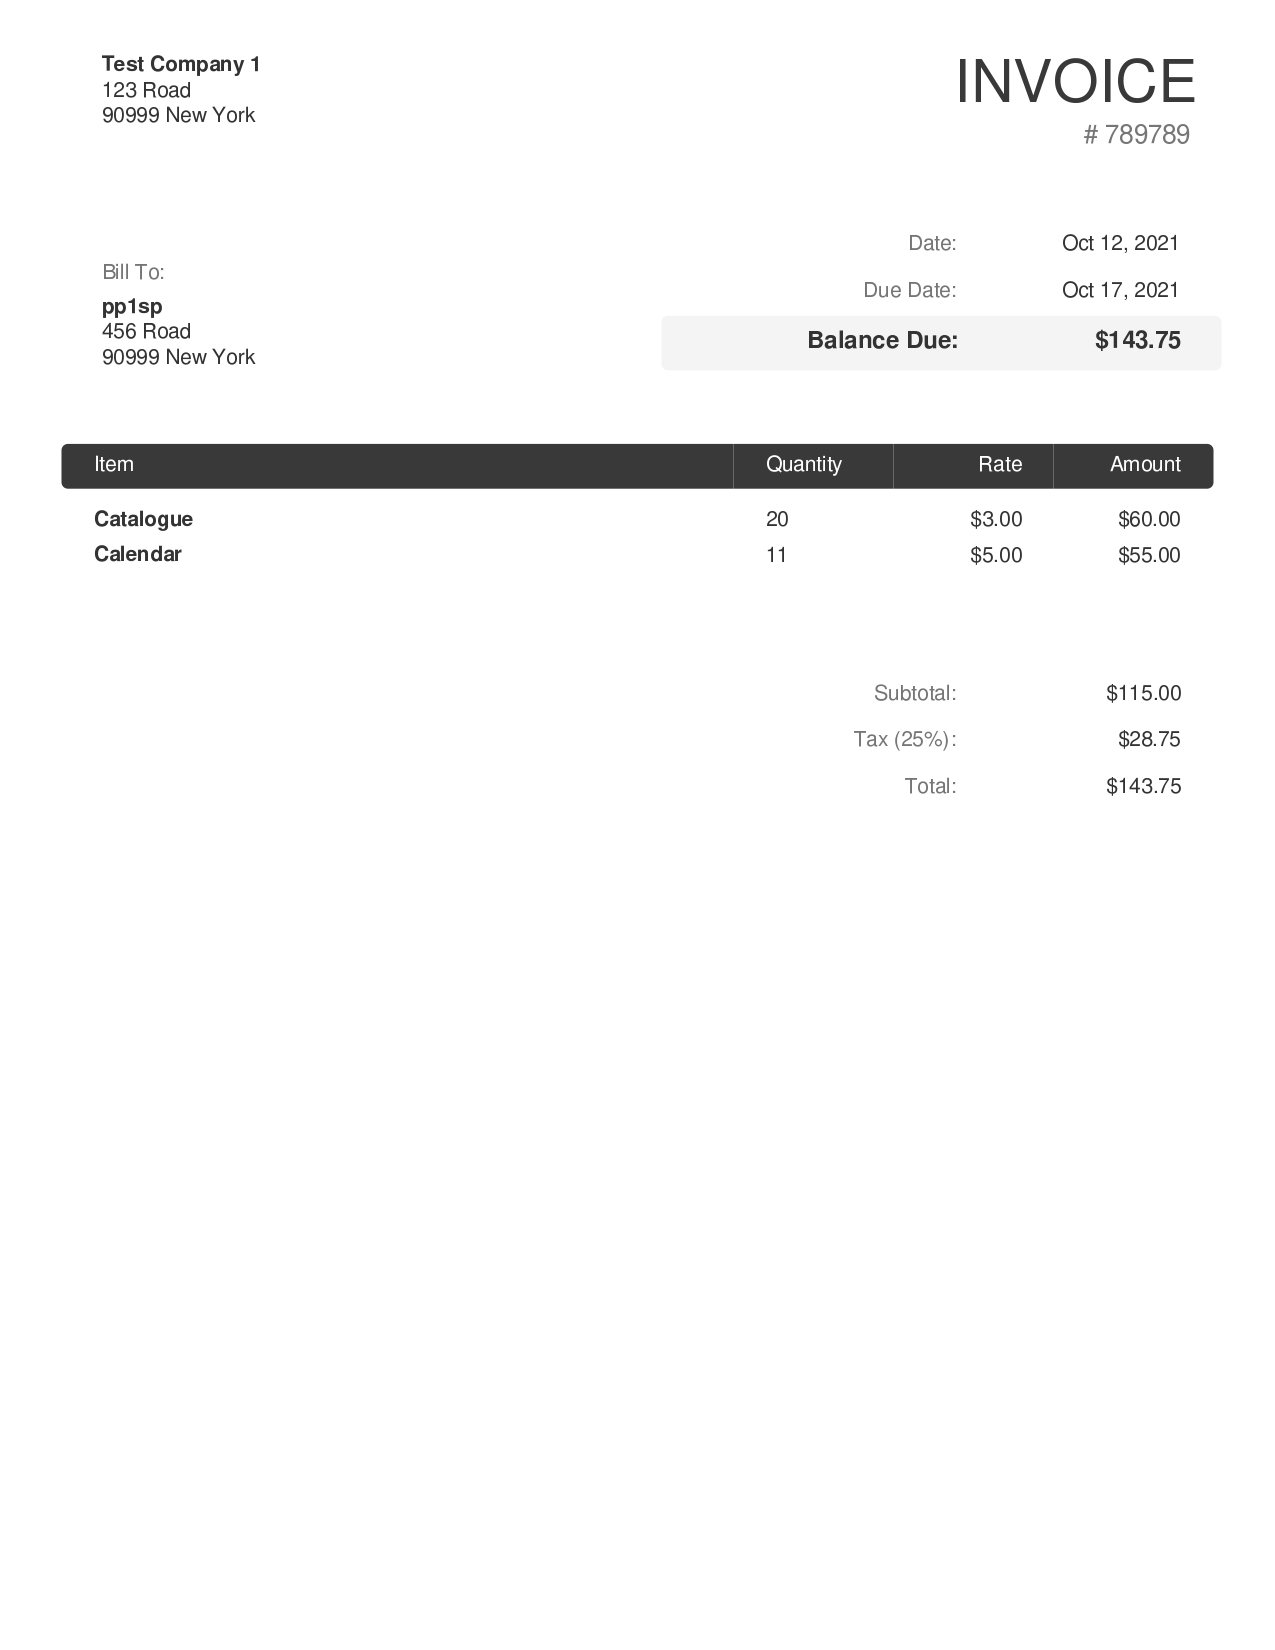 Test Company 1
123 Road
90999 New York
INVOICE
# 789789
Bill To:
pp1sp
456 Road
90999 New York
Date: Oct 12, 2021
Due Date: Oct 17, 2021
Balance Due: $143.75
Item Quantity Rate Amount
Catalogue 20 $3.00 $60.00
Calendar 11 $5.00 $55.00
Subtotal: $115.00
Tax (25%): $28.75
Total: $143.75